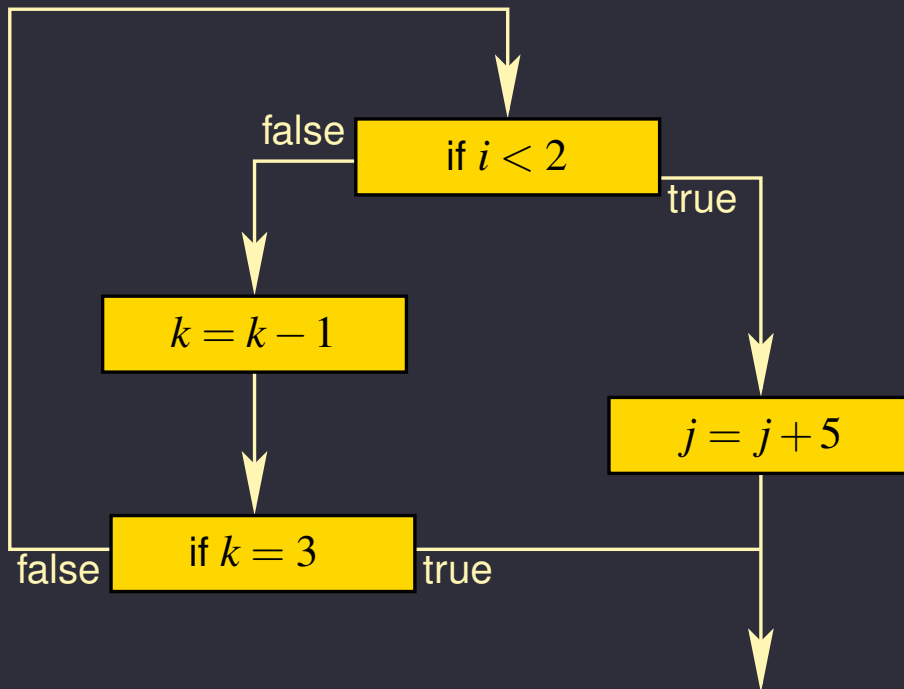 false
if i < 2
true
k = k − 1
j = j + 5
false
if k = 3
true